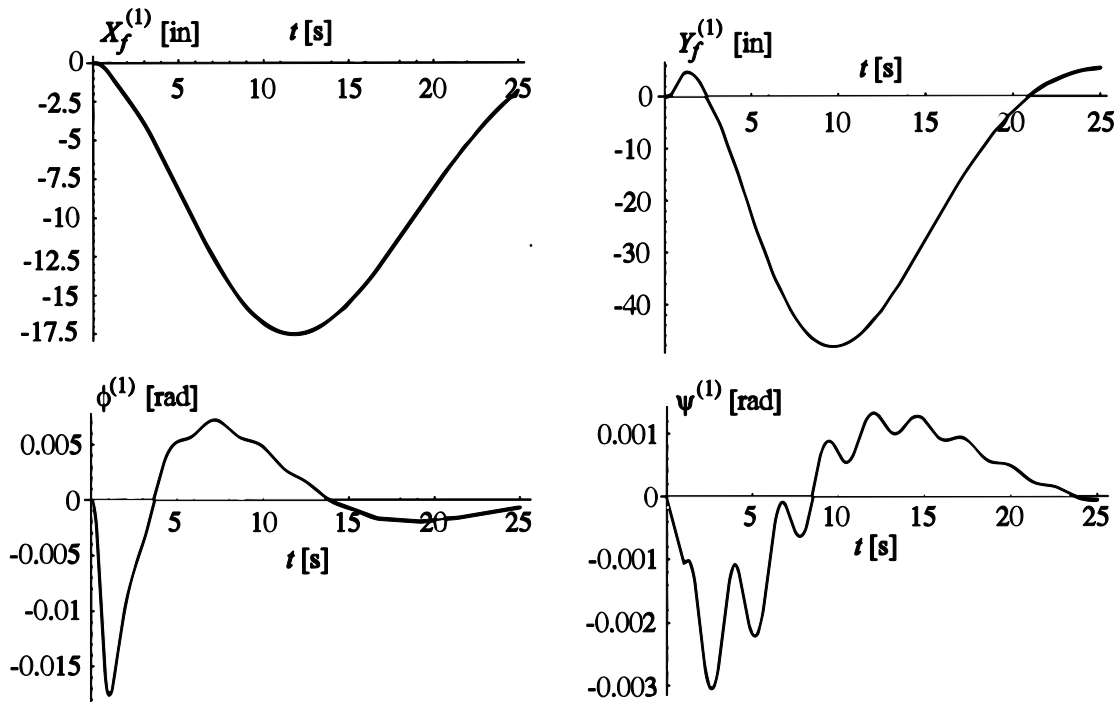 X_f^(1) [in] t [s]
0
5 10 15 20 25
-2.5
-5
-7.5
-10
-12.5
-15
-17.5
Y_f^(1) [in]
t [s]
0
5 10 15 20 25
-10
-20
-30
-40
ϕ^(1) [rad]
0.005
0
5 10 15 20 25
-0.005
t [s]
-0.01
-0.015
ψ^(1) [rad]
0.001
0
5 10 15 20 25
t [s]
-0.001
-0.002
-0.003